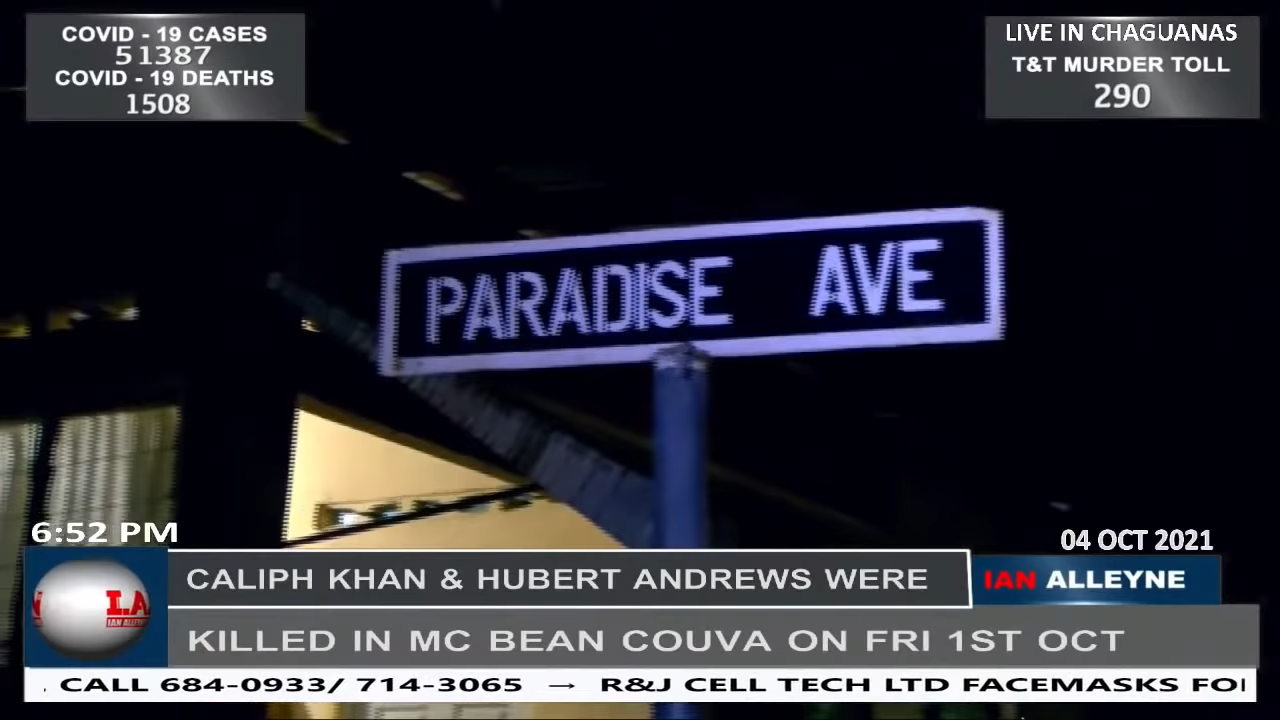 COVID - 19 CASES
51387
COVID - 19 DEATHS
1508
LIVE IN CHAGUANAS
T&T MURDER TOLL
290
PARADISE AVE
6:52 PM
04 OCT 2021
CALIPH KHAN & HUBERT ANDREWS WERE
IAN ALLEYNE
I.A
IAN ALLEYN
KILLED IN MC BEAN COUVA ON FRI 1ST OCT
. CALL 684-0933/ 714-3065 → R&J CELL TECH LTD FACEMASKS